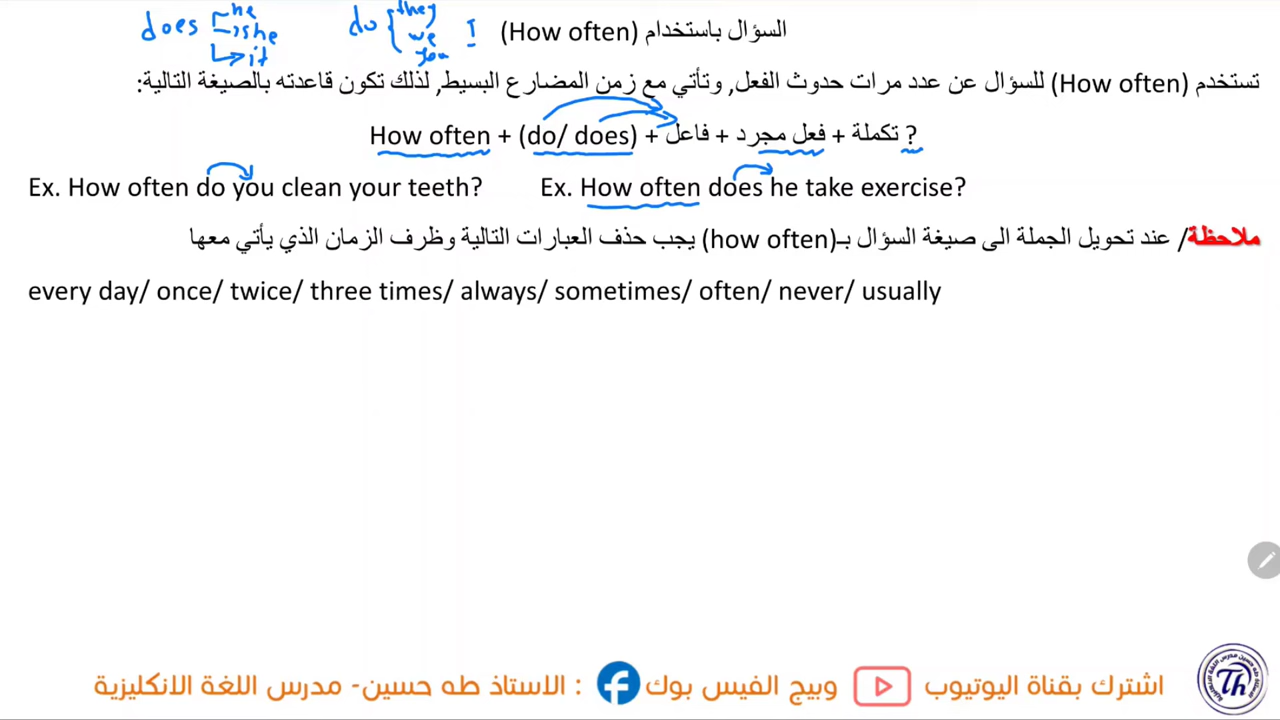 does he she it do they we you I
السؤال باستخدام (How often)
تستخدم (How often) للسؤال عن عدد مرات حدوث الفعل, وتأتي مع زمن المضارع البسيط, لذلك تكون قاعدته بالصيغة التالية:
How often + (do/ does) + فاعل + فعل مجرد + تكملة ?
Ex. How often do you clean your teeth? Ex. How often does he take exercise?
ملاحظة/ عند تحويل الجملة الى صيغة السؤال بـ(how often) يجب حذف العبارات التالية وظرف الزمان الذي يأتي معها
every day/ once/ twice/ three times/ always/ sometimes/ often/ never/ usually
اشترك بقناة اليوتيوب وبيج الفيس بوك : الاستاذ طه حسين- مدرس اللغة الانكليزية
Th